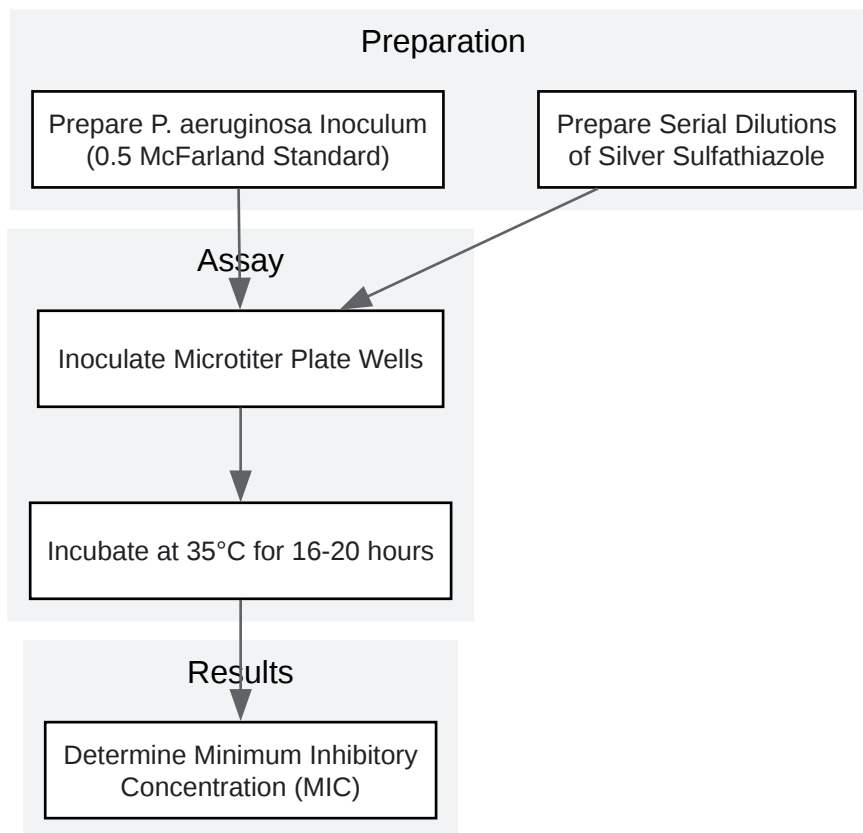 Preparation
Prepare P. aeruginosa Inoculum
(0.5 McFarland Standard)
Prepare Serial Dilutions
of Silver Sulfathiazole
Assay
Inoculate Microtiter Plate Wells
Incubate at 35°C for 16-20 hours
Results
Determine Minimum Inhibitory
Concentration (MIC)